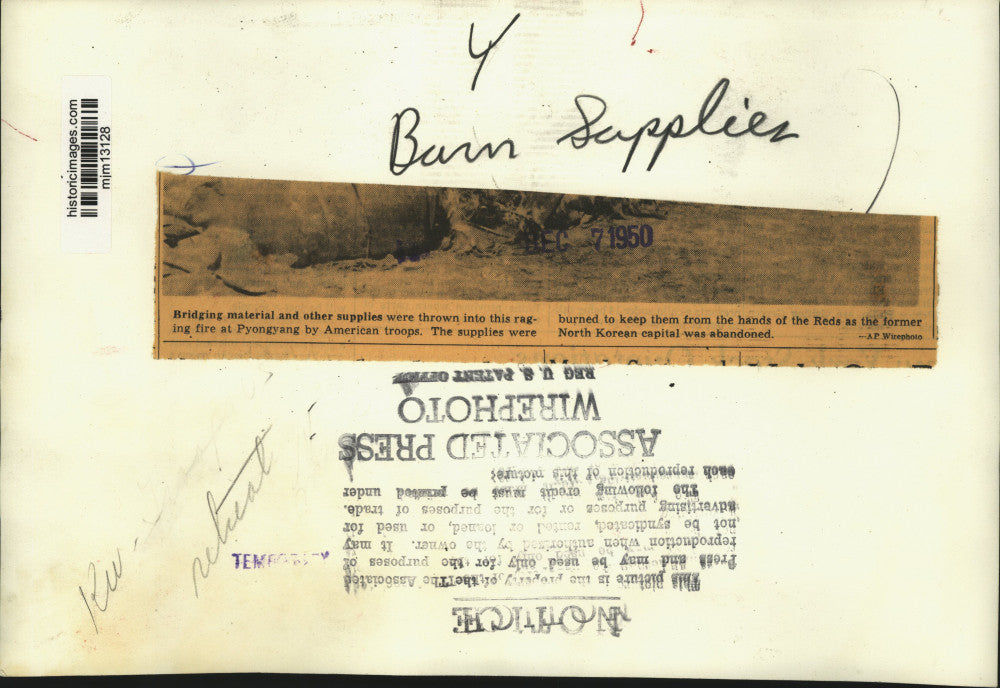 4
Burn Supplies
historicimages.com
mjm13128
DEC 7 1950
Bridging material and other supplies were thrown into this rag-
ing fire at Pyongyang by American troops. The supplies were
burned to keep them from the hands of the Reds as the former
North Korean capital was abandoned.
—AP Wirephoto
retreat
TEMPORARY
NOTICE
This picture is the property of The Associated
Press and may be used only for the purposes of
reproduction when authorized by the owner. It may
not be syndicated, rented or loaned, or used for
advertising purposes or for the purposes of trade.
The following credit must be printed under
each reproduction of this picture:
ASSOCIATED PRESS
WIREPHOTO
REG U. S. PATENT OFFICE